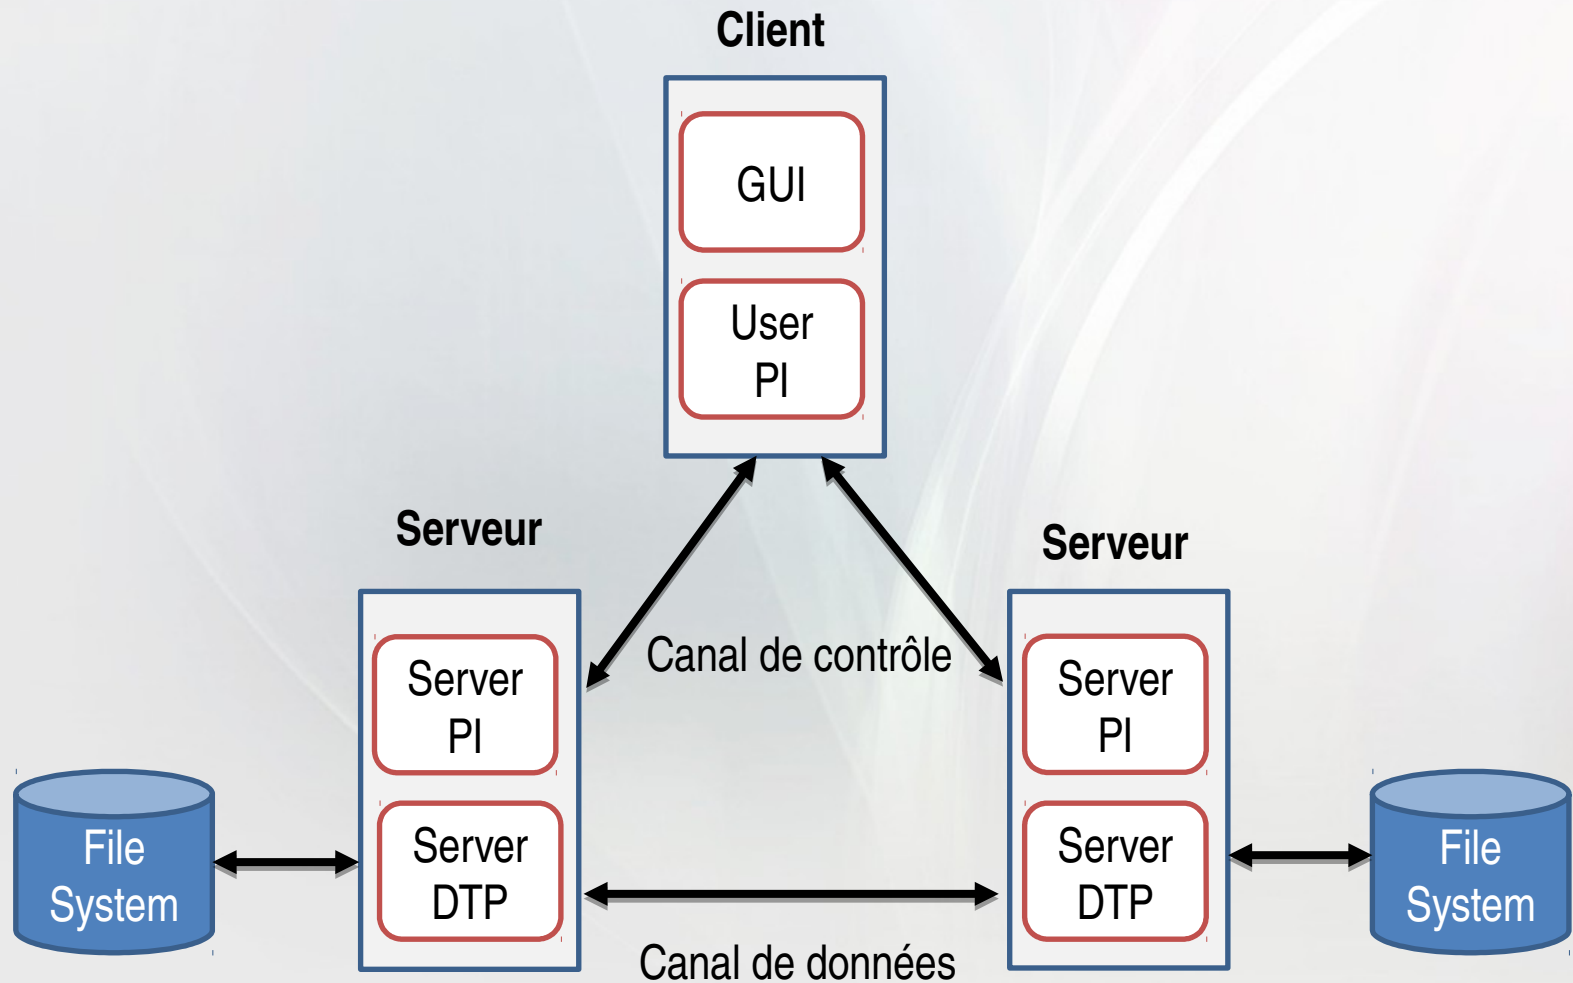 Client
GUI
User
PI
Serveur
Serveur
Canal de contrôle
Server
PI
Server
PI
File
System
Server
DTP
Server
DTP
File
System
Canal de données